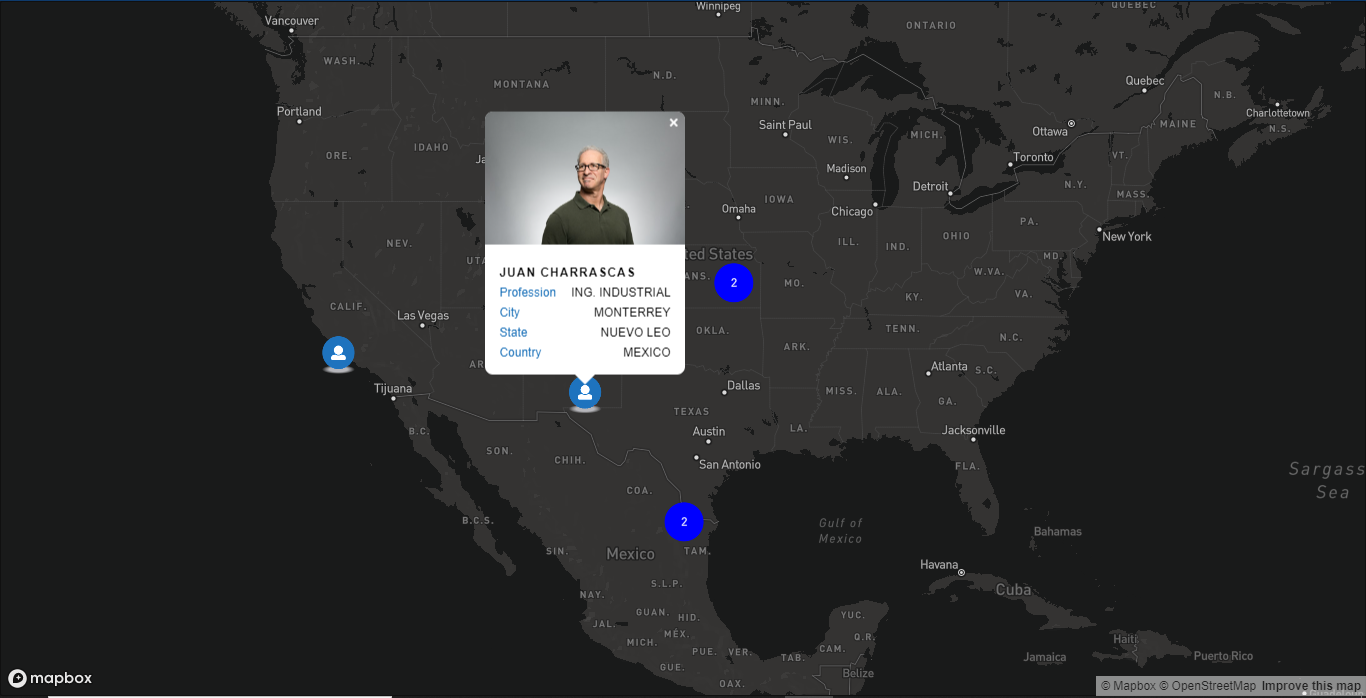 QUEBEC
Winnipeg
Vancouver
ONTARIO
WASH.
N.D.
MONTANA
Quebec
N.B.
MINN.
Charlottetown
Portland
Saint Paul
MAINE
N.S.
Ottawa
WIS.
MICH.
IDAHO
ORE.
VT.
Toronto
Ja
Madison
Detroit
N.Y.
MASS.
IOWA
Omaha
Chicago
PA.
New York
NEV.
ILL.
IND.
OHIO
MD.
UTA
ted States
W.V.A.
×
JUAN CHARRASCAS
Profession ING. INDUSTRIAL
City MONTERREY
State NUEVO LEO
Country MEXICO
ANS.
2
MO.
KY.
VA.
CALIF.
Las Vegas
OKLA.
TENN.
N.C.
AR
ARK.
Atlanta
S.C.
Tijuana
Dallas
MISS.
ALA.
GA.
TEXAS
B.C.
Austin
LA.
Jacksonville
SON.
CHIH.
San Antonio
FLA.
Sargass
Sea
COA.
B.C.S.
2
Gulf of
Mexico
Bahamas
SIN.
Mexico
TAM.
Havana
S.L.P.
Cuba
NAY.
GUAN.
HID.
YUC.
JAL.
MICH.
MÉX.
Q.R.
Haiti
PUE.
VER.
TAB.
CAM.
Jamaica
Puerto Rico
GUE.
Belize
OAX.
mapbox
© Mapbox © OpenStreetMap Improve this map